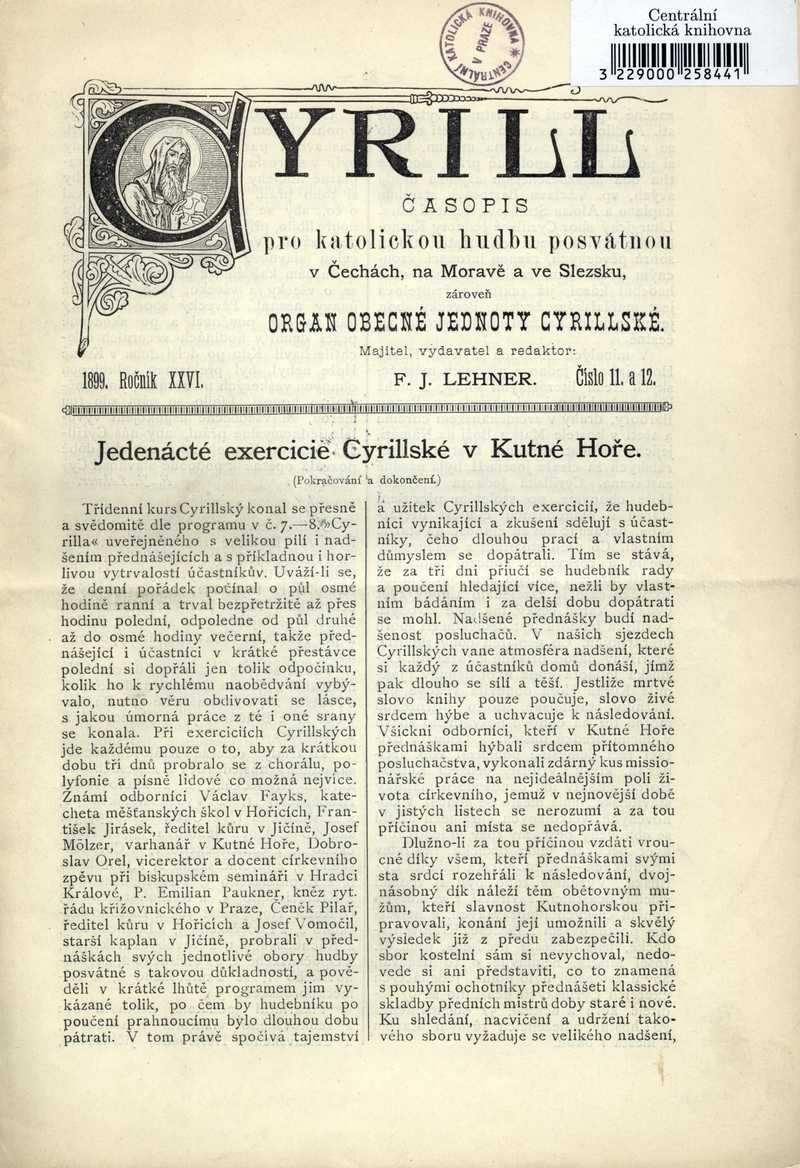 Centrální
katolická knihovna
3 229000 258441
CENTRÁLNÍ KATOLICKÁ KNIHOVNA V PRAZE
CYRILL
ČASOPIS
pro katolickou hudbu posvátnou
v Čechách, na Moravě a ve Slezsku,
zároveň
ORGAN OBECNÉ JEDNOTY CYRILLSKÉ.
Majitel, vydavatel a redaktor:
1899. Ročník XXVI. F. J. LEHNER. Číslo 11. a 12.
Jedenácté exercicie Cyrillské v Kutné Hoře.
(Pokračování a dokončení.)
Třídenní kurs Cyrillský konal se přesně
a svědomitě dle programu v č. 7.—8. »Cy-
rilla« uveřejněného s velikou pílí i nad-
šením přednášejících a s příkladnou i hor-
livou vytrvalostí účastníkův. Uváží-li se,
že denní pořádek počínal o půl osmé
hodině ranní a trval bezpřetržitě až přes
hodinu polední, odpoledne od půl druhé
až do osmé hodiny večerní, takže před-
nášející i účastníci v krátké přestávce
polední si dopřáli jen tolik odpočinku,
kolik ho k rychlému naobědvání vybý-
valo, nutno věru obdivovati se lásce,
s jakou úmorná práce z té i oné srany
se konala. Při exerciciích Cyrillských
jde každému pouze o to, aby za krátkou
dobu tří dnů probralo se z chorálu, po-
lyfonie a písně lidové co možná nejvíce.
Známí odborníci Václav Fayks, kate-
cheta měšťanských škol v Hořicích, Fran-
tišek Jirásek, ředitel kůru v Jičíně, Josef
Mölzer, varhanář v Kutné Hoře, Dobro-
slav Orel, vicerektor a docent církevního
zpěvu při biskupském semináři v Hradci
Králové, P. Emilian Paukner, kněz ryt.
řádu křižovnického v Praze, Čeněk Pilař,
ředitel kůru v Hořicích a Josef Vomočil,
starší kaplan v Jičíně, probrali v před-
náškách svých jednotlivé obory hudby
posvátné s takovou důkladností, a pově-
děli v krátké lhůtě programem jim vy-
kázané tolik, po čem by hudebníku po
poučení prahnoucímu bylo dlouhou dobu
pátrati. V tom právě spočívá tajemství
a užitek Cyrillských exercicií, že hudeb-
níci vynikající a zkušení sdělují s účast-
níky, čeho dlouhou prací a vlastním
důmyslem se dopátrali. Tím se stává,
že za tři dni přiučí se hudebník rady
a poučení hledající více, nežli by vlast-
ním bádáním i za delší dobu dopátrati
se mohl. Nadšené přednášky budí nad-
šenost posluchačů. V našich sjezdech
Cyrillských vane atmosféra nadšení, které
si každý z účastníků domů donáší, jímž
pak dlouho se sílí a těší. Jestliže mrtvé
slovo knihy pouze poučuje, slovo živé
srdcem hýbe a uchvacuje k následování.
Všickni odborníci, kteří v Kutné Hoře
přednáškami hýbali srdcem přítomného
posluchačstva, vykonali zdárný kus missio-
nářské práce na nejideálnějším poli ži-
vota církevního, jemuž v nejnovější době
v jistých listech se nerozumí a za tou
příčinou ani místa se nedopřává.
Dlužno-li za tou příčinou vzdáti vrou-
cné díky všem, kteří přednáškami svými
sta srdcí rozehřáli k následování, dvoj-
násobný dík náleží těm obětovným mu-
žům, kteří slavnost Kutnohorskou při-
pravovali, konání její umožnili a skvělý
výsledek již z předu zabezpečili. Kdo
sbor kostelní sám si nevychoval, nedo-
vede si ani představiti, co to znamená
s pouhými ochotníky přednášeti klassické
skladby předních mistrů doby staré i nové.
Ku shledání, nacvičení a udržení tako-
vého sboru vyžaduje se velikého nadšení,